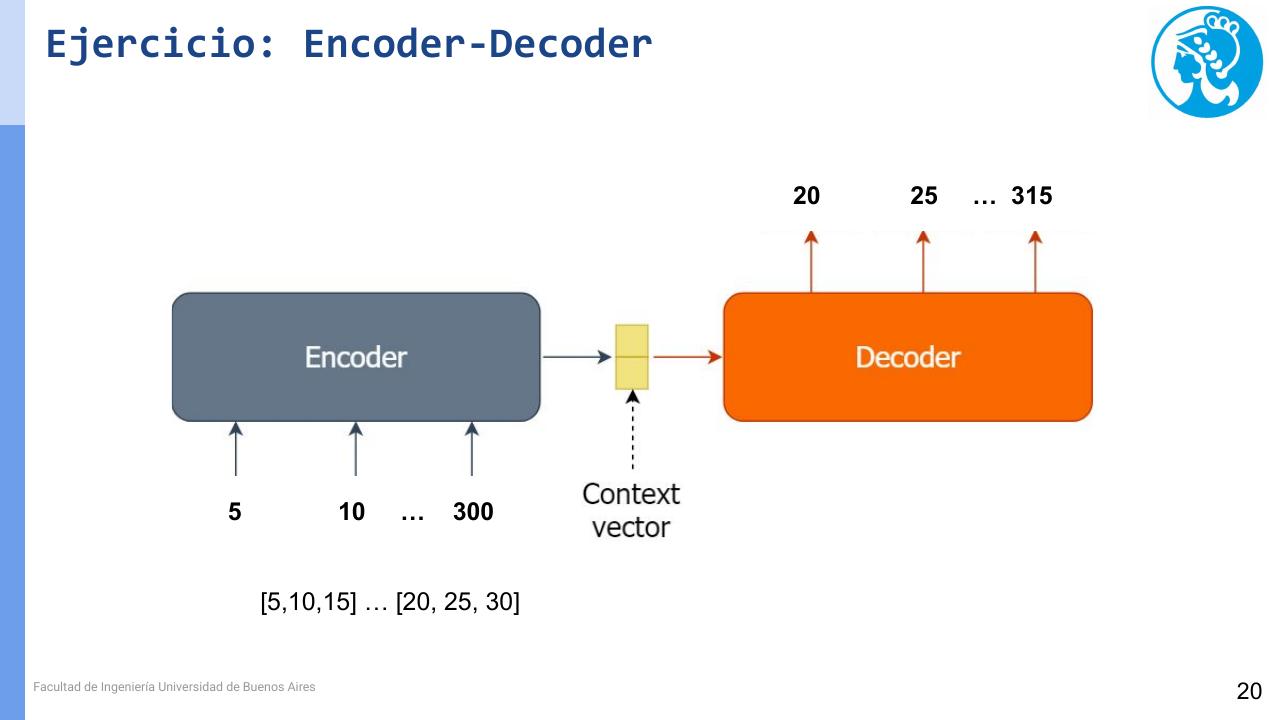 Ejercicio: Encoder-Decoder
20 25 … 315
Encoder
Decoder
Context
vector
5 10 … 300
[5,10,15] … [20, 25, 30]
Facultad de Ingeniería Universidad de Buenos Aires
20